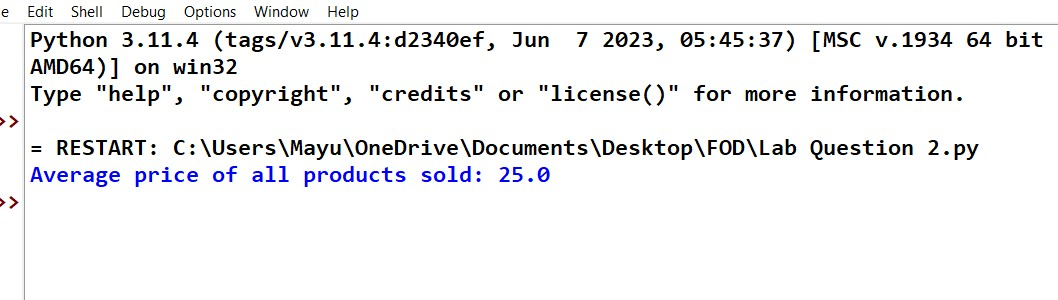 e Edit Shell Debug Options Window Help
Python 3.11.4 (tags/v3.11.4:d2340ef, Jun  7 2023, 05:45:37) [MSC v.1934 64 bit
AMD64)] on win32
Type "help", "copyright", "credits" or "license()" for more information.
>>
= RESTART: C:\Users\Mayu\OneDrive\Documents\Desktop\FOD\Lab Question 2.py
Average price of all products sold: 25.0
>>